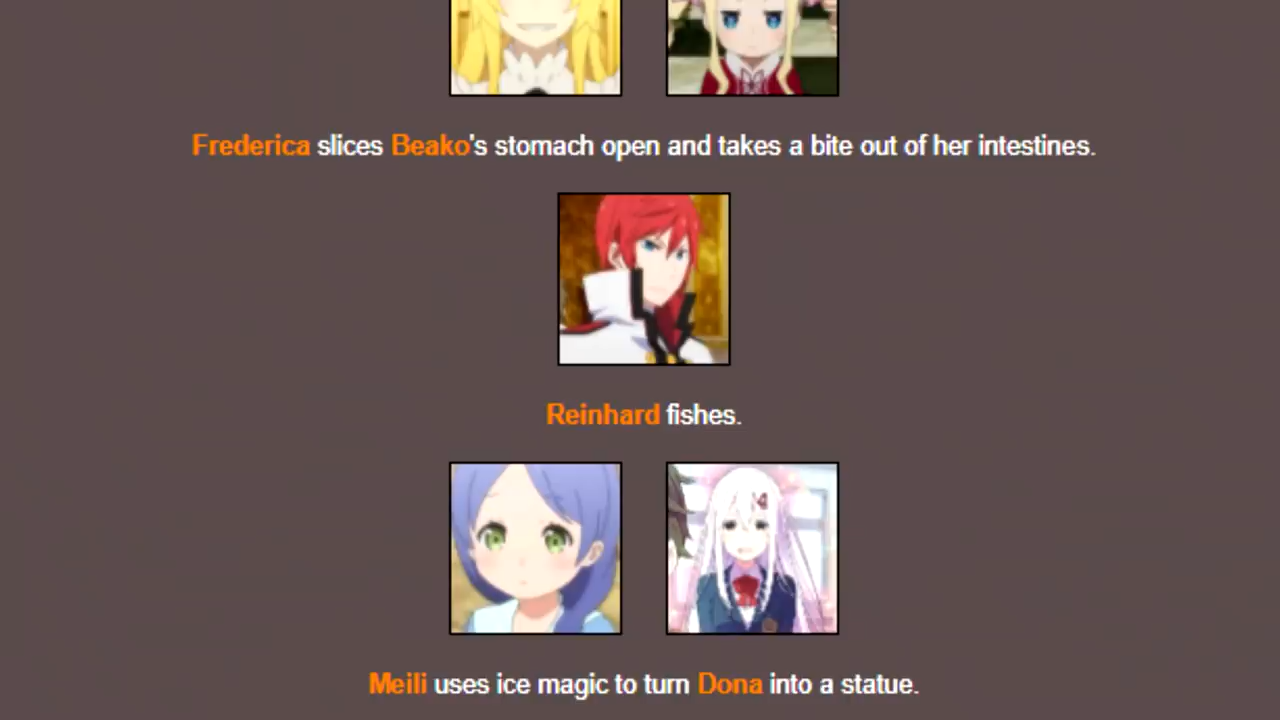 Frederica slices Beako's stomach open and takes a bite out of her intestines.
Reinhard fishes.
Meili uses ice magic to turn Dona into a statue.